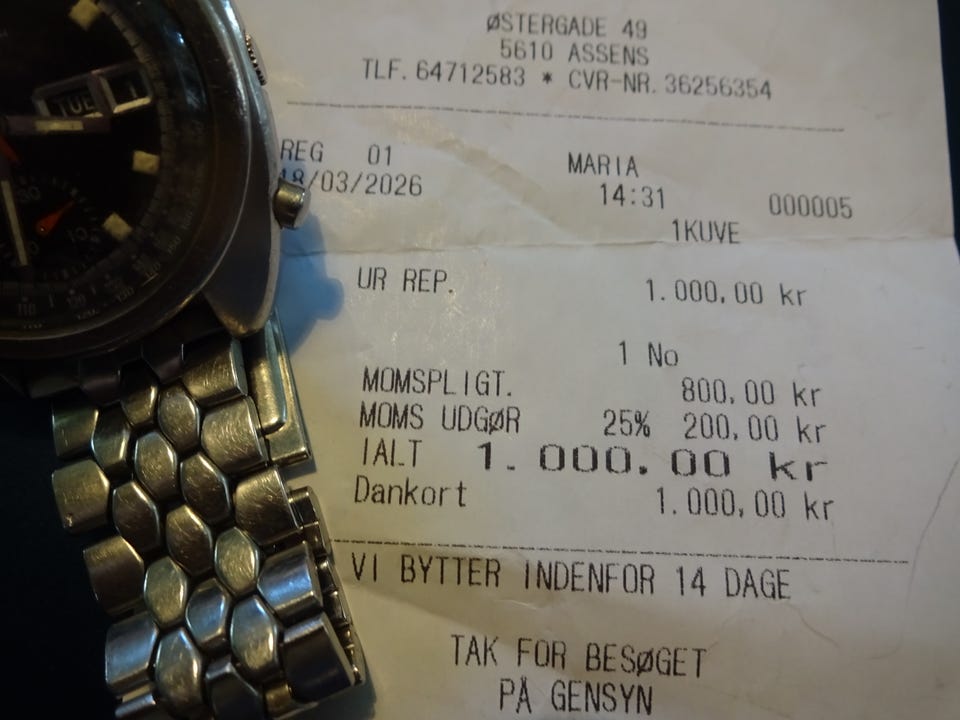 ØSTERGADE 49
5610 ASSENS
TLF. 64712583 * CVR-NR. 36256354
REG 01 MARIA
18/03/2026 14:31 000005
1KUVE
UR REP. 1.000,00 kr
1 No
MOMSPLIGT. 800,00 kr
MOMS UDGØR 25% 200,00 kr
IALT 1.000.00 kr
Dankort 1.000,00 kr
VI BYTTER INDENFOR 14 DAGE
TAK FOR BESØGET
PÅ GENSYN
TUE 1
10
110